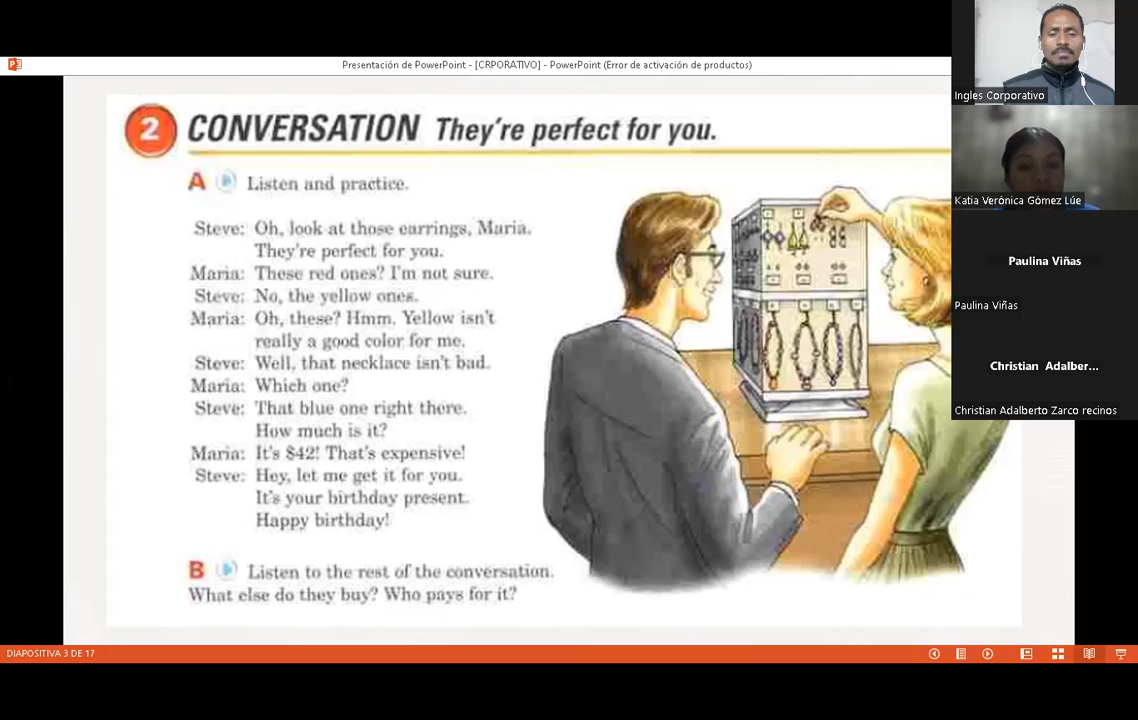 Presentación de PowerPoint - [CRPORATIVO] - PowerPoint (Error de activación de productos)
2 CONVERSATION They're perfect for you.
A Listen and practice.
Steve: Oh, look at those earrings, Maria.
They're perfect for you.
Maria: These red ones? I'm not sure.
Steve: No, the yellow ones.
Maria: Oh, these? Hmm. Yellow isn't
really a good color for me.
Steve: Well, that necklace isn't bad.
Maria: Which one?
Steve: That blue one right there.
How much is it?
Maria: It's $42! That's expensive!
Steve: Hey, let me get it for you.
It's your birthday present.
Happy birthday!
B Listen to the rest of the conversation.
What else do they buy? Who pays for it?
DIAPOSITIVA 3 DE 17
Ingles Corporativo
Katia Verónica Gómez Lúe
Paulina Viñas
Paulina Viñas
Christian Adalber...
Christian Adalberto Zarco recinos